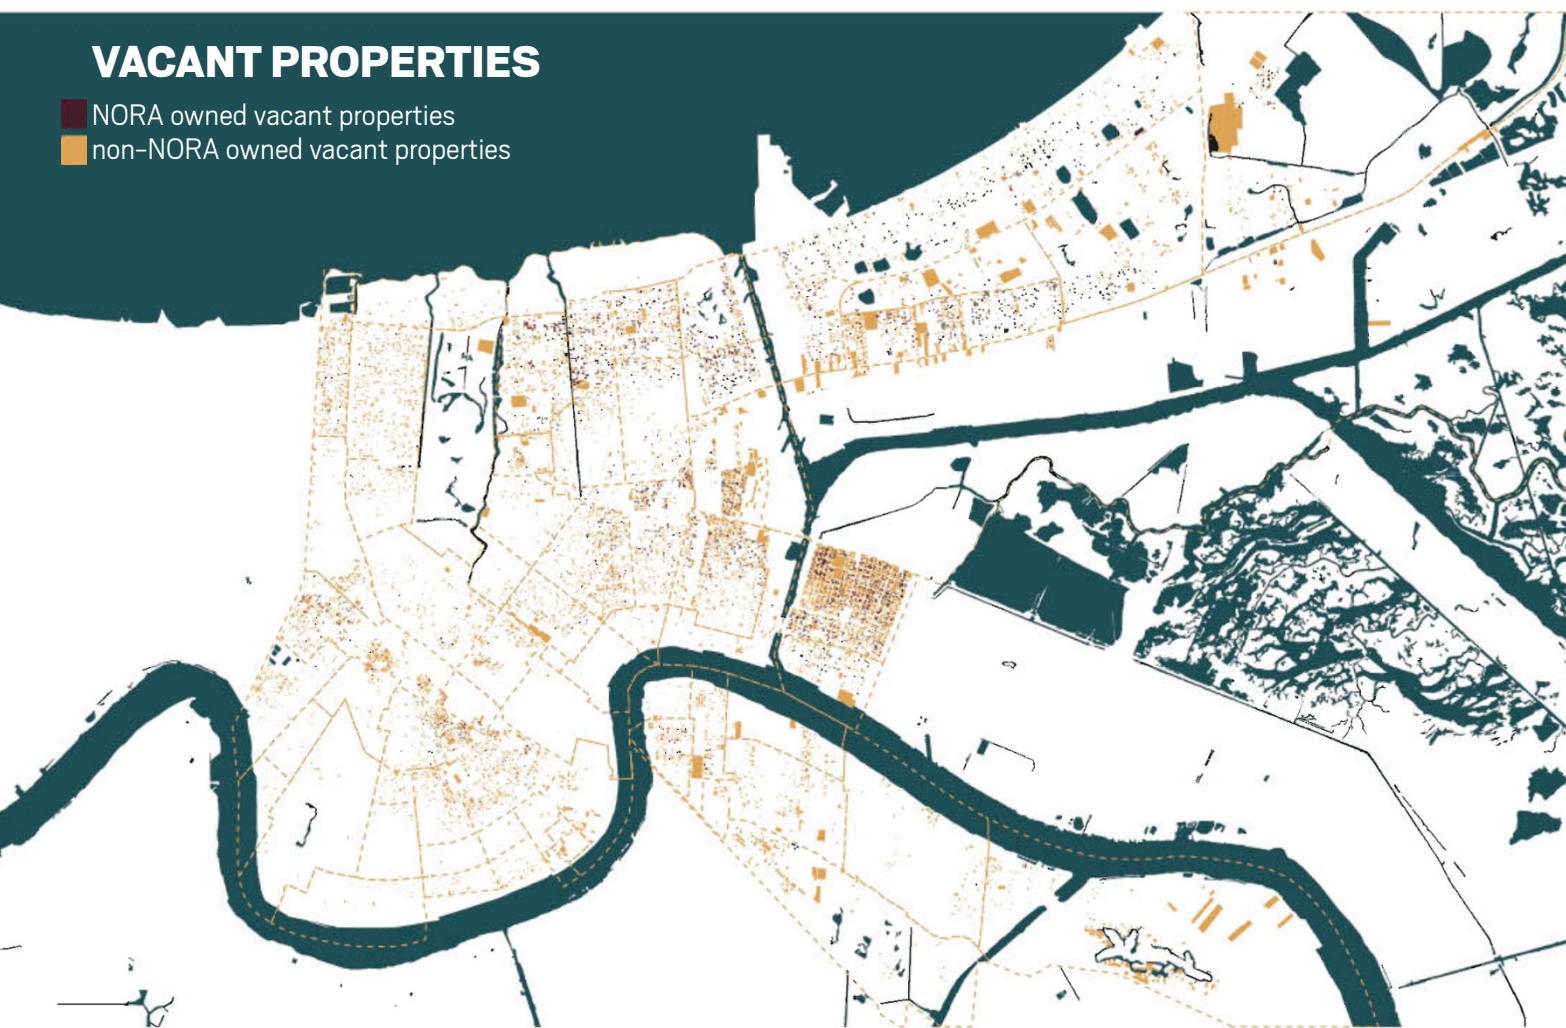 VACANT PROPERTIES
NORA owned vacant properties
non-NORA owned vacant properties